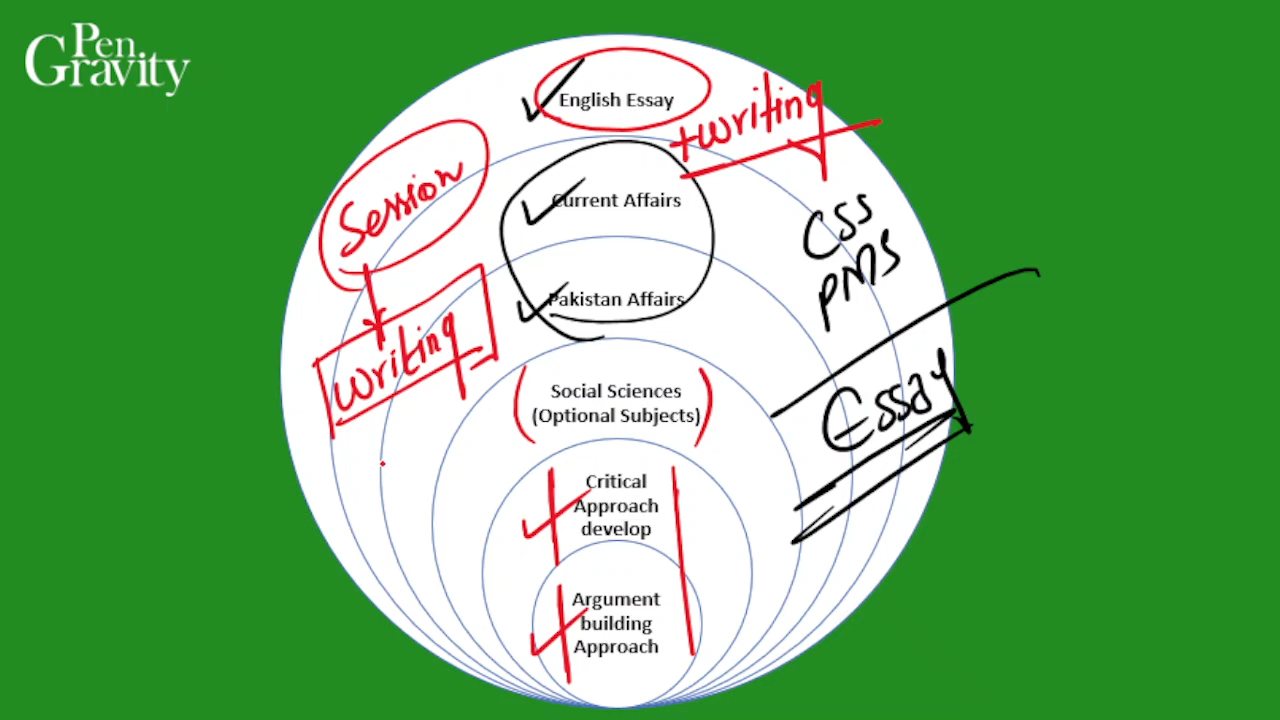 Pen
Gravity
English Essay
+writing
Session
Current Affairs
CSS
PMS
Pakistan Affairs
writing
Social Sciences
(Optional Subjects)
Essay
Critical
Approach
develop
Argument
building
Approach